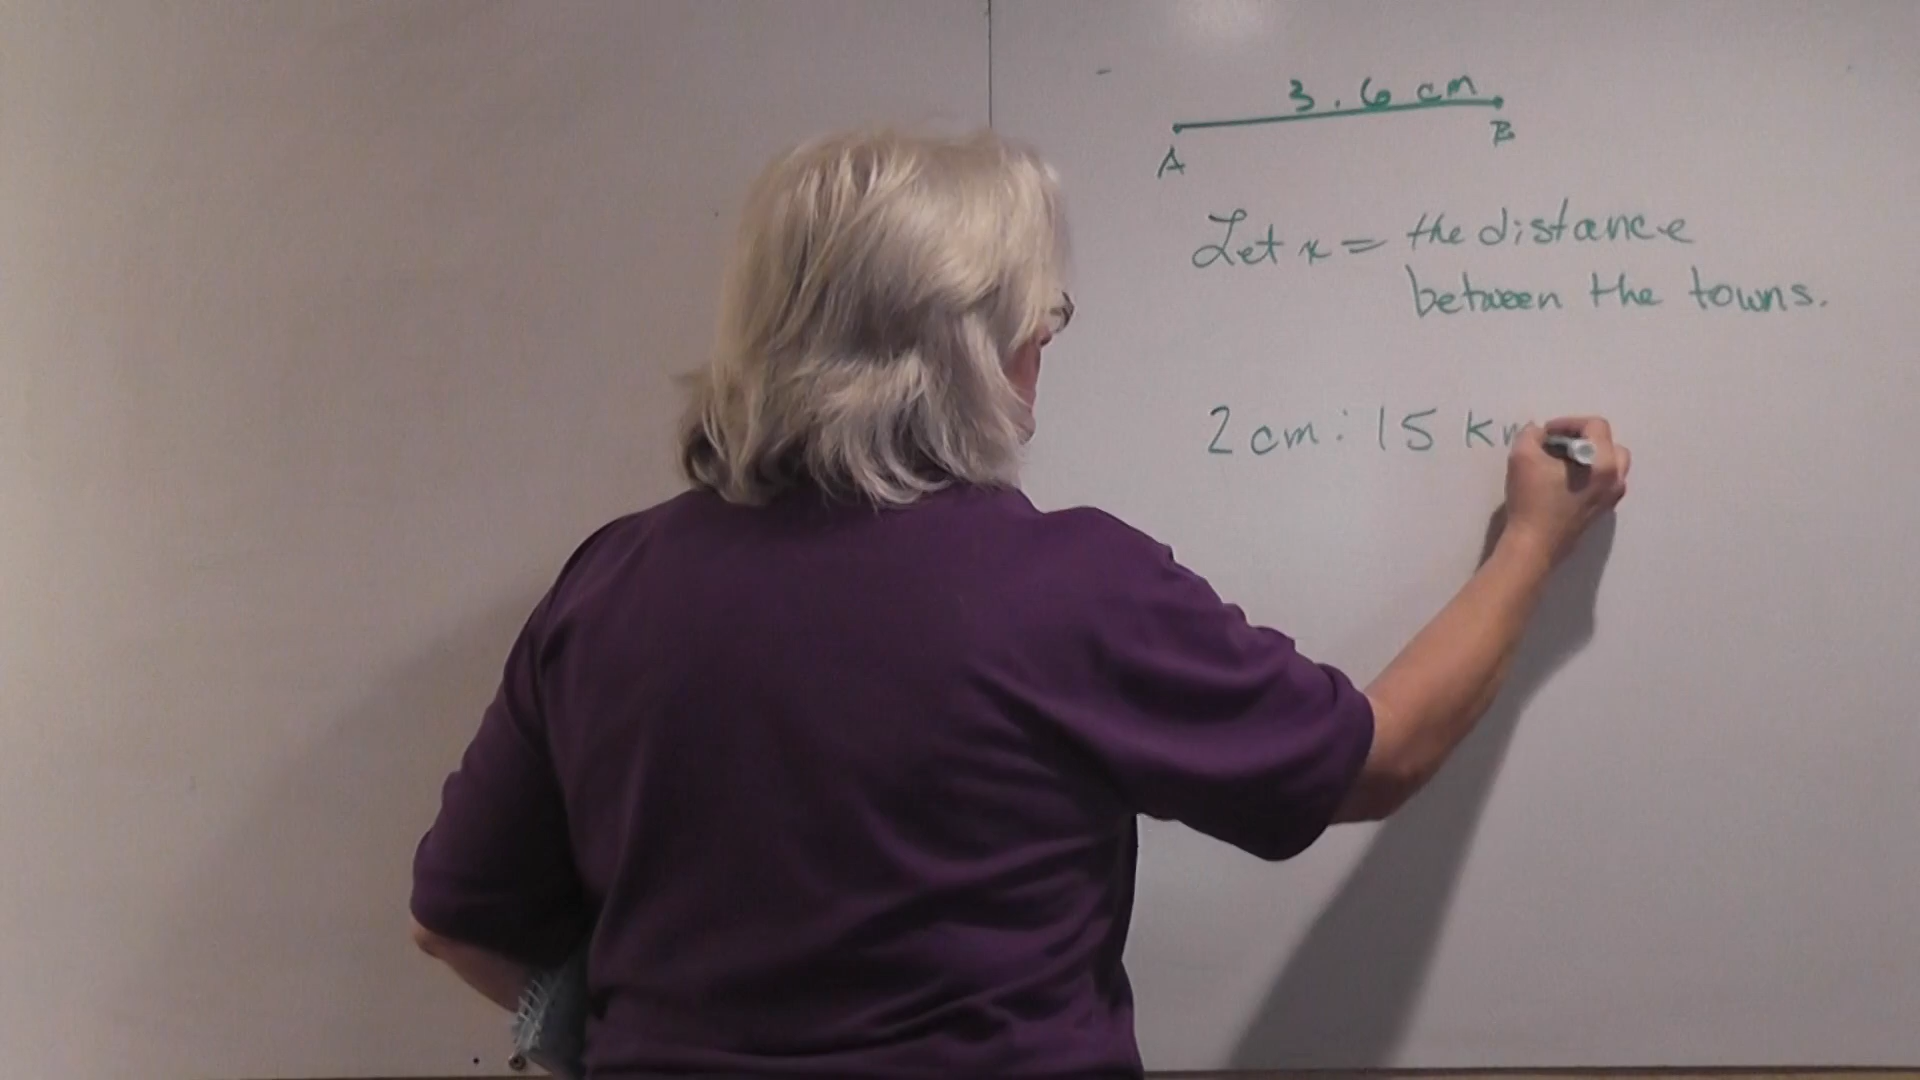 3.6 cm
A B
Let x = the distance
between the towns.
2 cm : 15 km